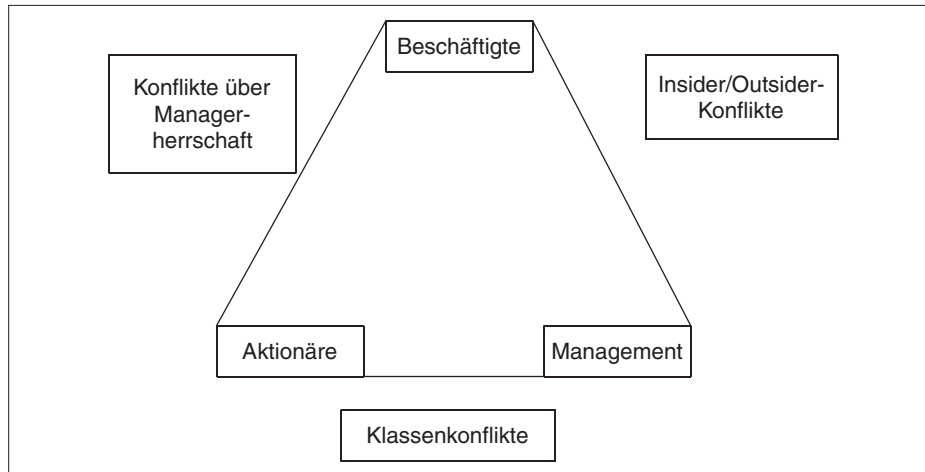 Beschäftigte
Konflikte über
Manager-
herrschaft
Insider/Outsider-
Konflikte
Aktionäre
Management
Klassenkonflikte